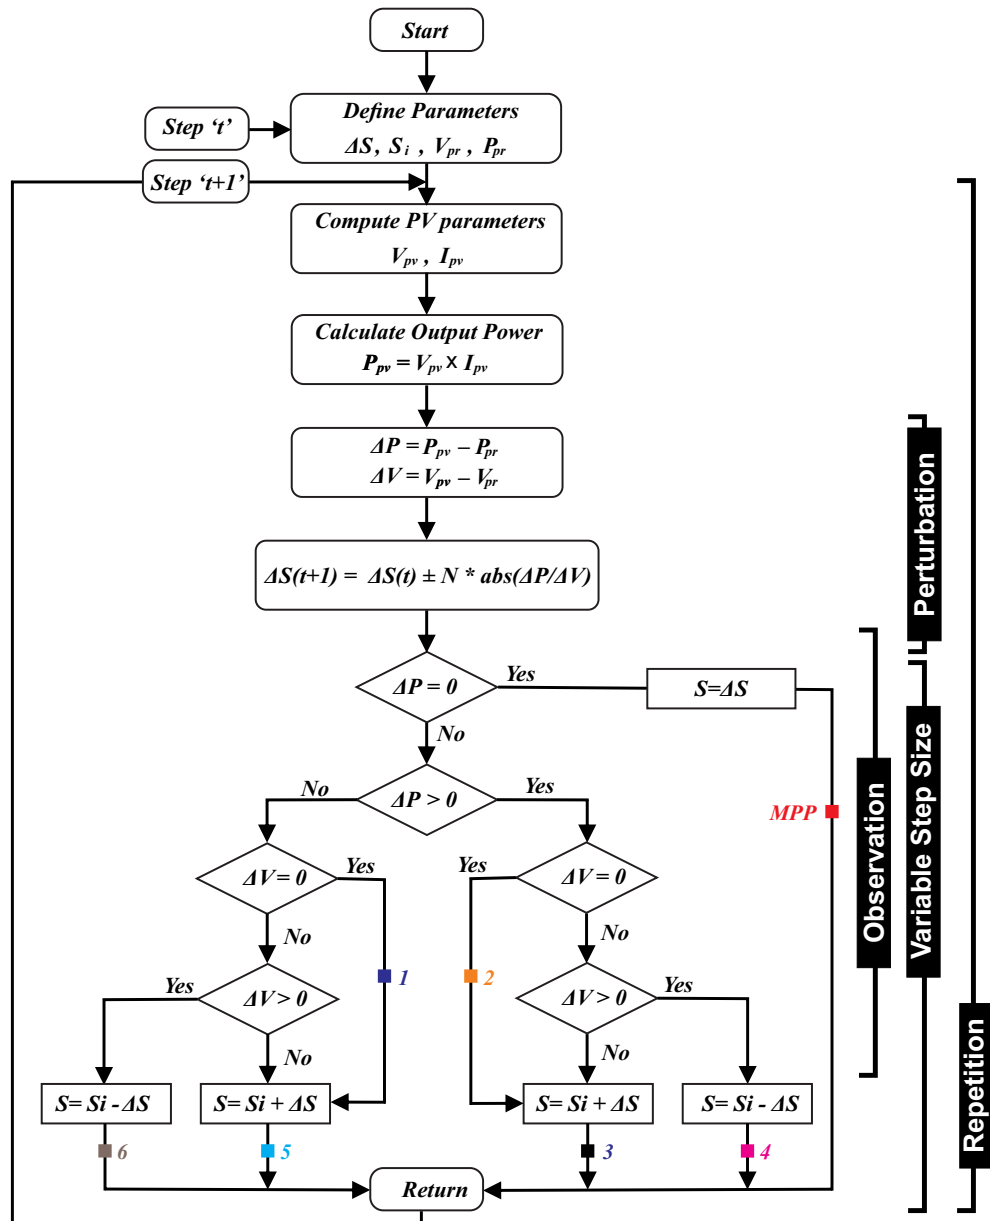 Start
Define Parameters
ΔS, Si , Vpr , Ppr
Step ‘t’
Step ‘t+1’
Compute PV parameters
Vpv , Ipv
Calculate Output Power
Ppv = Vpv x Ipv
ΔP = Ppv – Ppr
ΔV = Vpv – Vpr
ΔS(t+1) = ΔS(t) ± N * abs(ΔP/ΔV)
ΔP = 0
Yes
S=ΔS
No
ΔP > 0
No
Yes
MPP
ΔV = 0
Yes
ΔV = 0
Yes
No
No
1
2
ΔV > 0
Yes
ΔV > 0
Yes
No
No
S= Si - ΔS
S= Si + ΔS
S= Si + ΔS
S= Si - ΔS
6
5
3
4
Return
Perturbation
Observation
Variable Step Size
Repetition